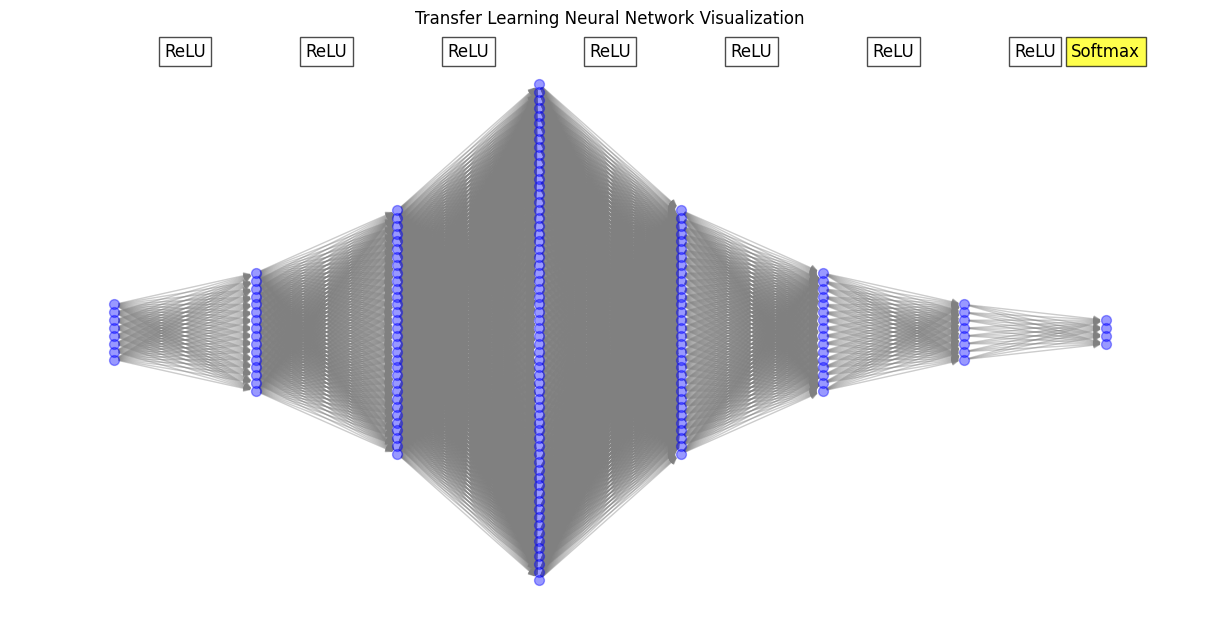 Transfer Learning Neural Network Visualization
ReLU ReLU ReLU ReLU ReLU ReLU ReLU Softmax